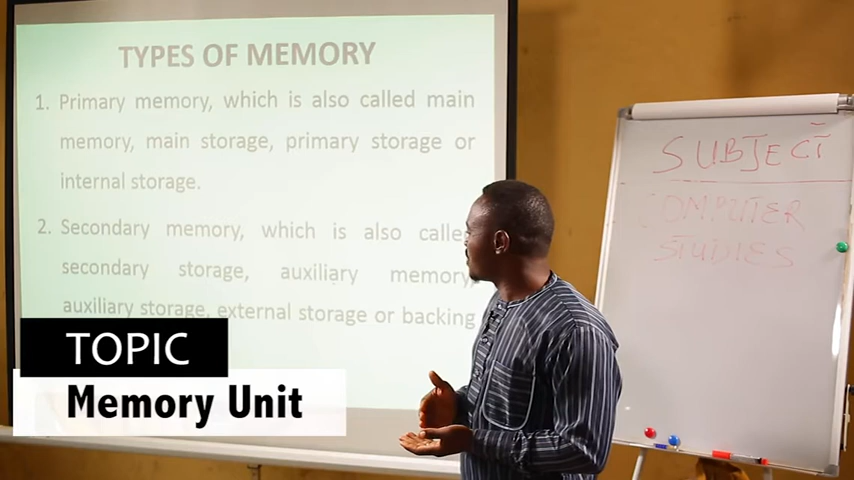 TYPES OF MEMORY
1. Primary memory, which is also called main
memory, main storage, primary storage or
internal storage.
2. Secondary memory, which is also called
secondary storage, auxiliary memory,
auxiliary storage, external storage or backing
TOPIC
Memory Unit
SUBJECT
COMPUTER
STUDIES